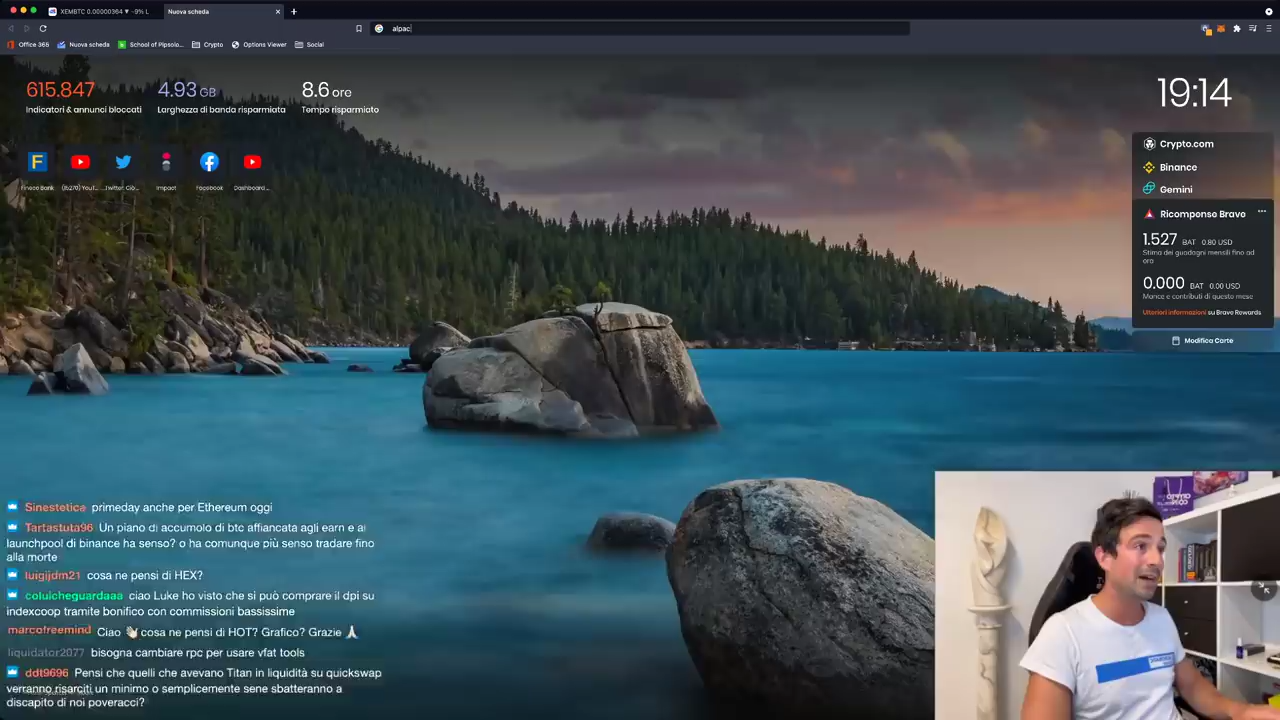 XEMBTC 0.00000364 ▼ −9% L
Nuova scheda
alpac
Office 365
Nuova scheda
School of Pipsolo...
Crypto
Options Viewer
Social
615.847
Indicatori & annunci bloccati
4.93 GB
Larghezza di banda risparmiata
8.6 ore
Tempo risparmiato
19:14
Impact
Facebook
Dashboard ...
Crypto.com
Binance
Gemini
Ricompense Brave
1.527 BAT 0.80 USD
Stima dei guadagni mensili fino ad
ora
0.000 BAT 0.00 USD
Mance e contributi di questo mese
Ulteriori informazioni su Brave Rewards
Modifica Carte
Sinestetica primeday anche per Ethereum oggi
Tartastuta96 Un piano di accumulo di btc affiancata agli earn e ai
launchpool di binance ha senso? o ha comunque più senso tradare fino
alla morte
luigijdm21 cosa ne pensi di HEX?
coluicheguardaaa ciao Luke ho visto che si può comprare il dpi su
indexcoop tramite bonifico con commissioni bassissime
marcofreemind Ciao 👋 cosa ne pensi di HOT? Grafico? Grazie 🙏
liquidator2077 bisogna cambiare rpc per usare vfat tools
ddt9696 Pensi che quelli che avevano Titan in liquidità su quickswap
verranno risarciti un minimo o semplicemente sene sbatteranno a
discapito di noi poveracci?